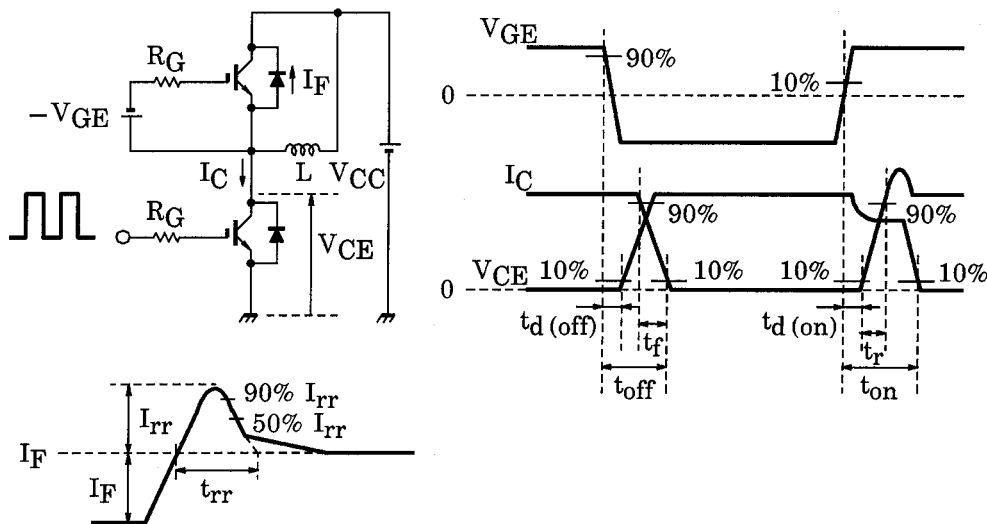 R_G
I_F
−V_GE
I_C
L
V_CC
R_G
V_CE
V_GE
90%
10%
0
I_C
90%
90%
V_CE
10%
10%
10%
10%
0
t_d (off)
t_f
t_d (on)
t_r
t_off
t_on
90% I_rr
I_rr
50% I_rr
I_F
I_F
t_rr